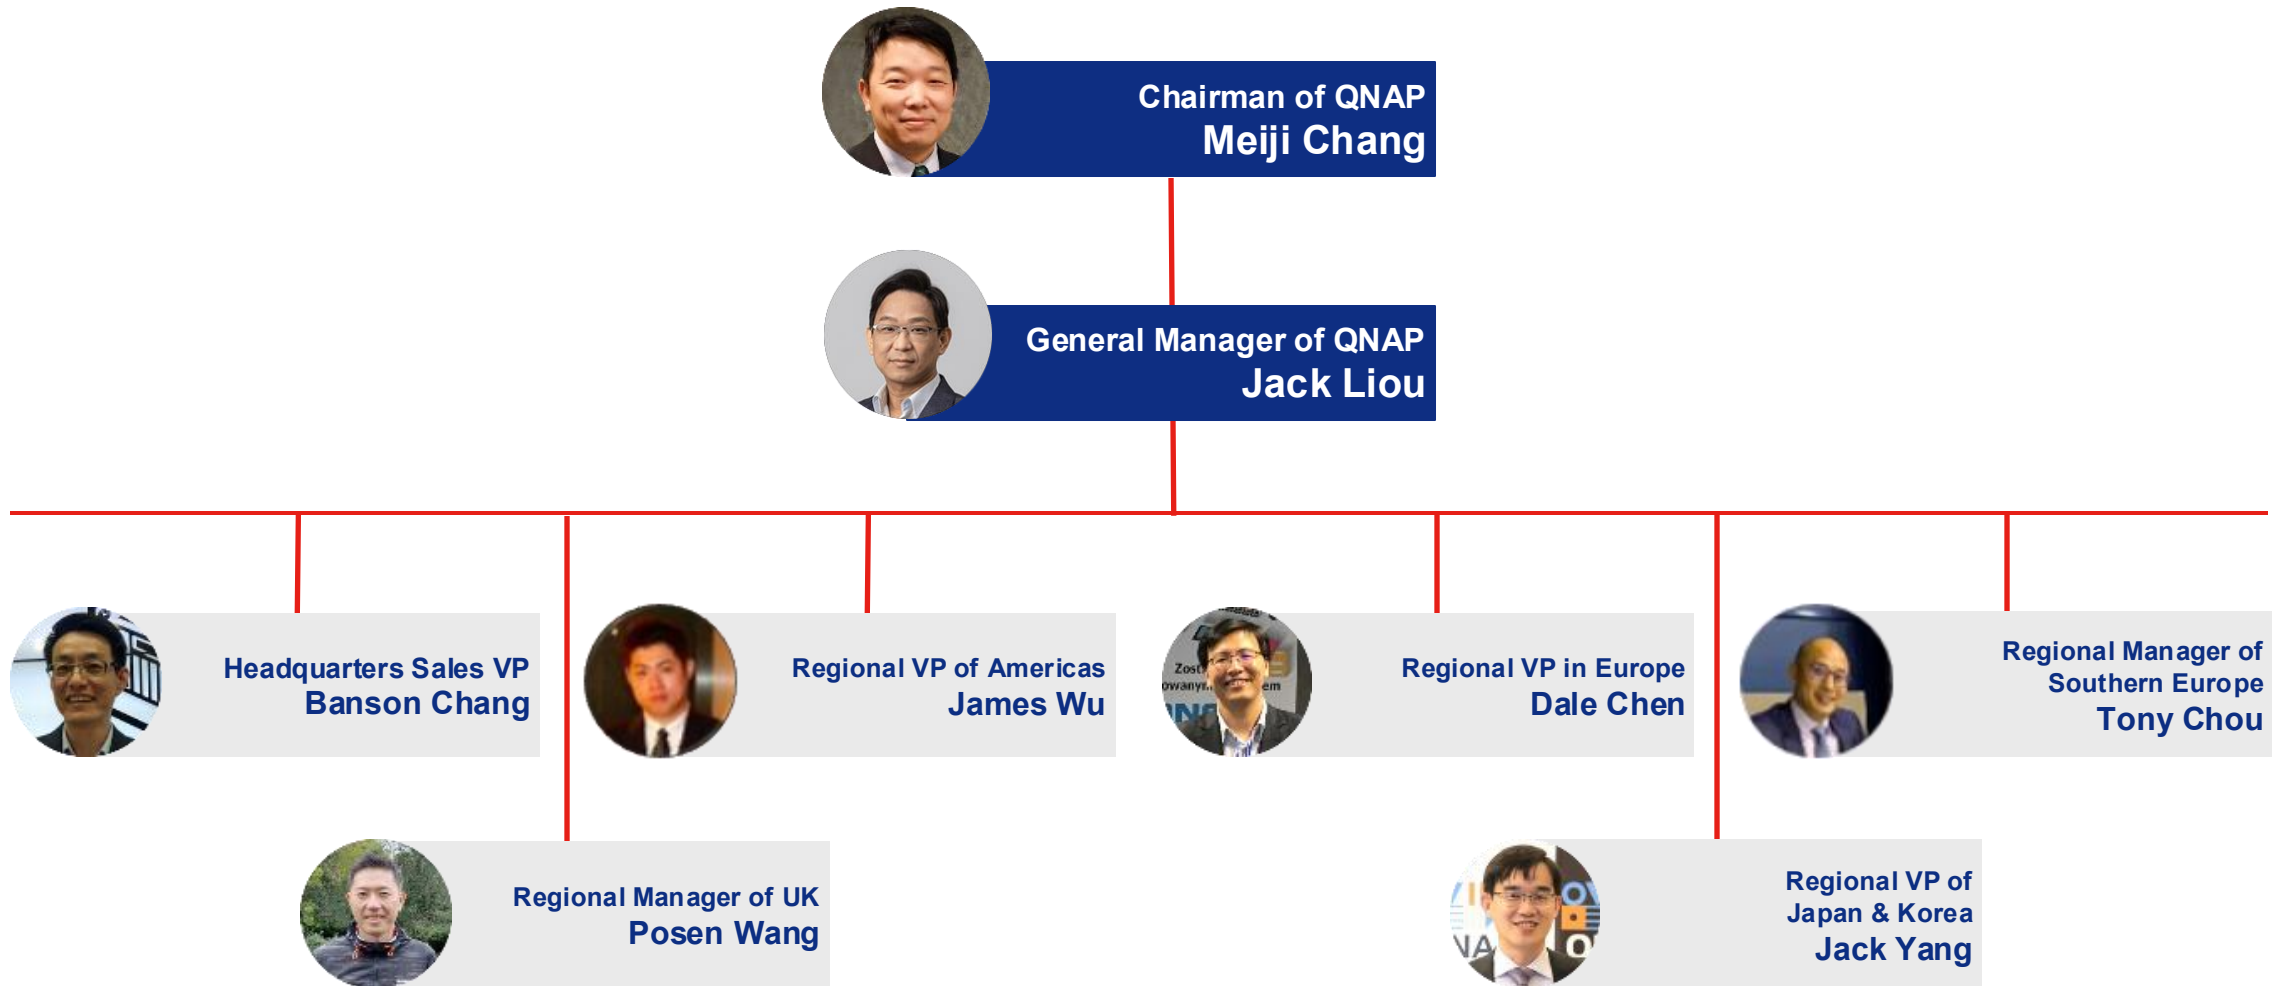 Chairman of QNAP
Meiji Chang
General Manager of QNAP
Jack Liou
Headquarters Sales VP
Banson Chang
Regional VP of Americas
James Wu
Regional VP in Europe
Dale Chen
Regional Manager of
Southern Europe
Tony Chou
Regional Manager of UK
Posen Wang
Regional VP of
Japan & Korea
Jack Yang